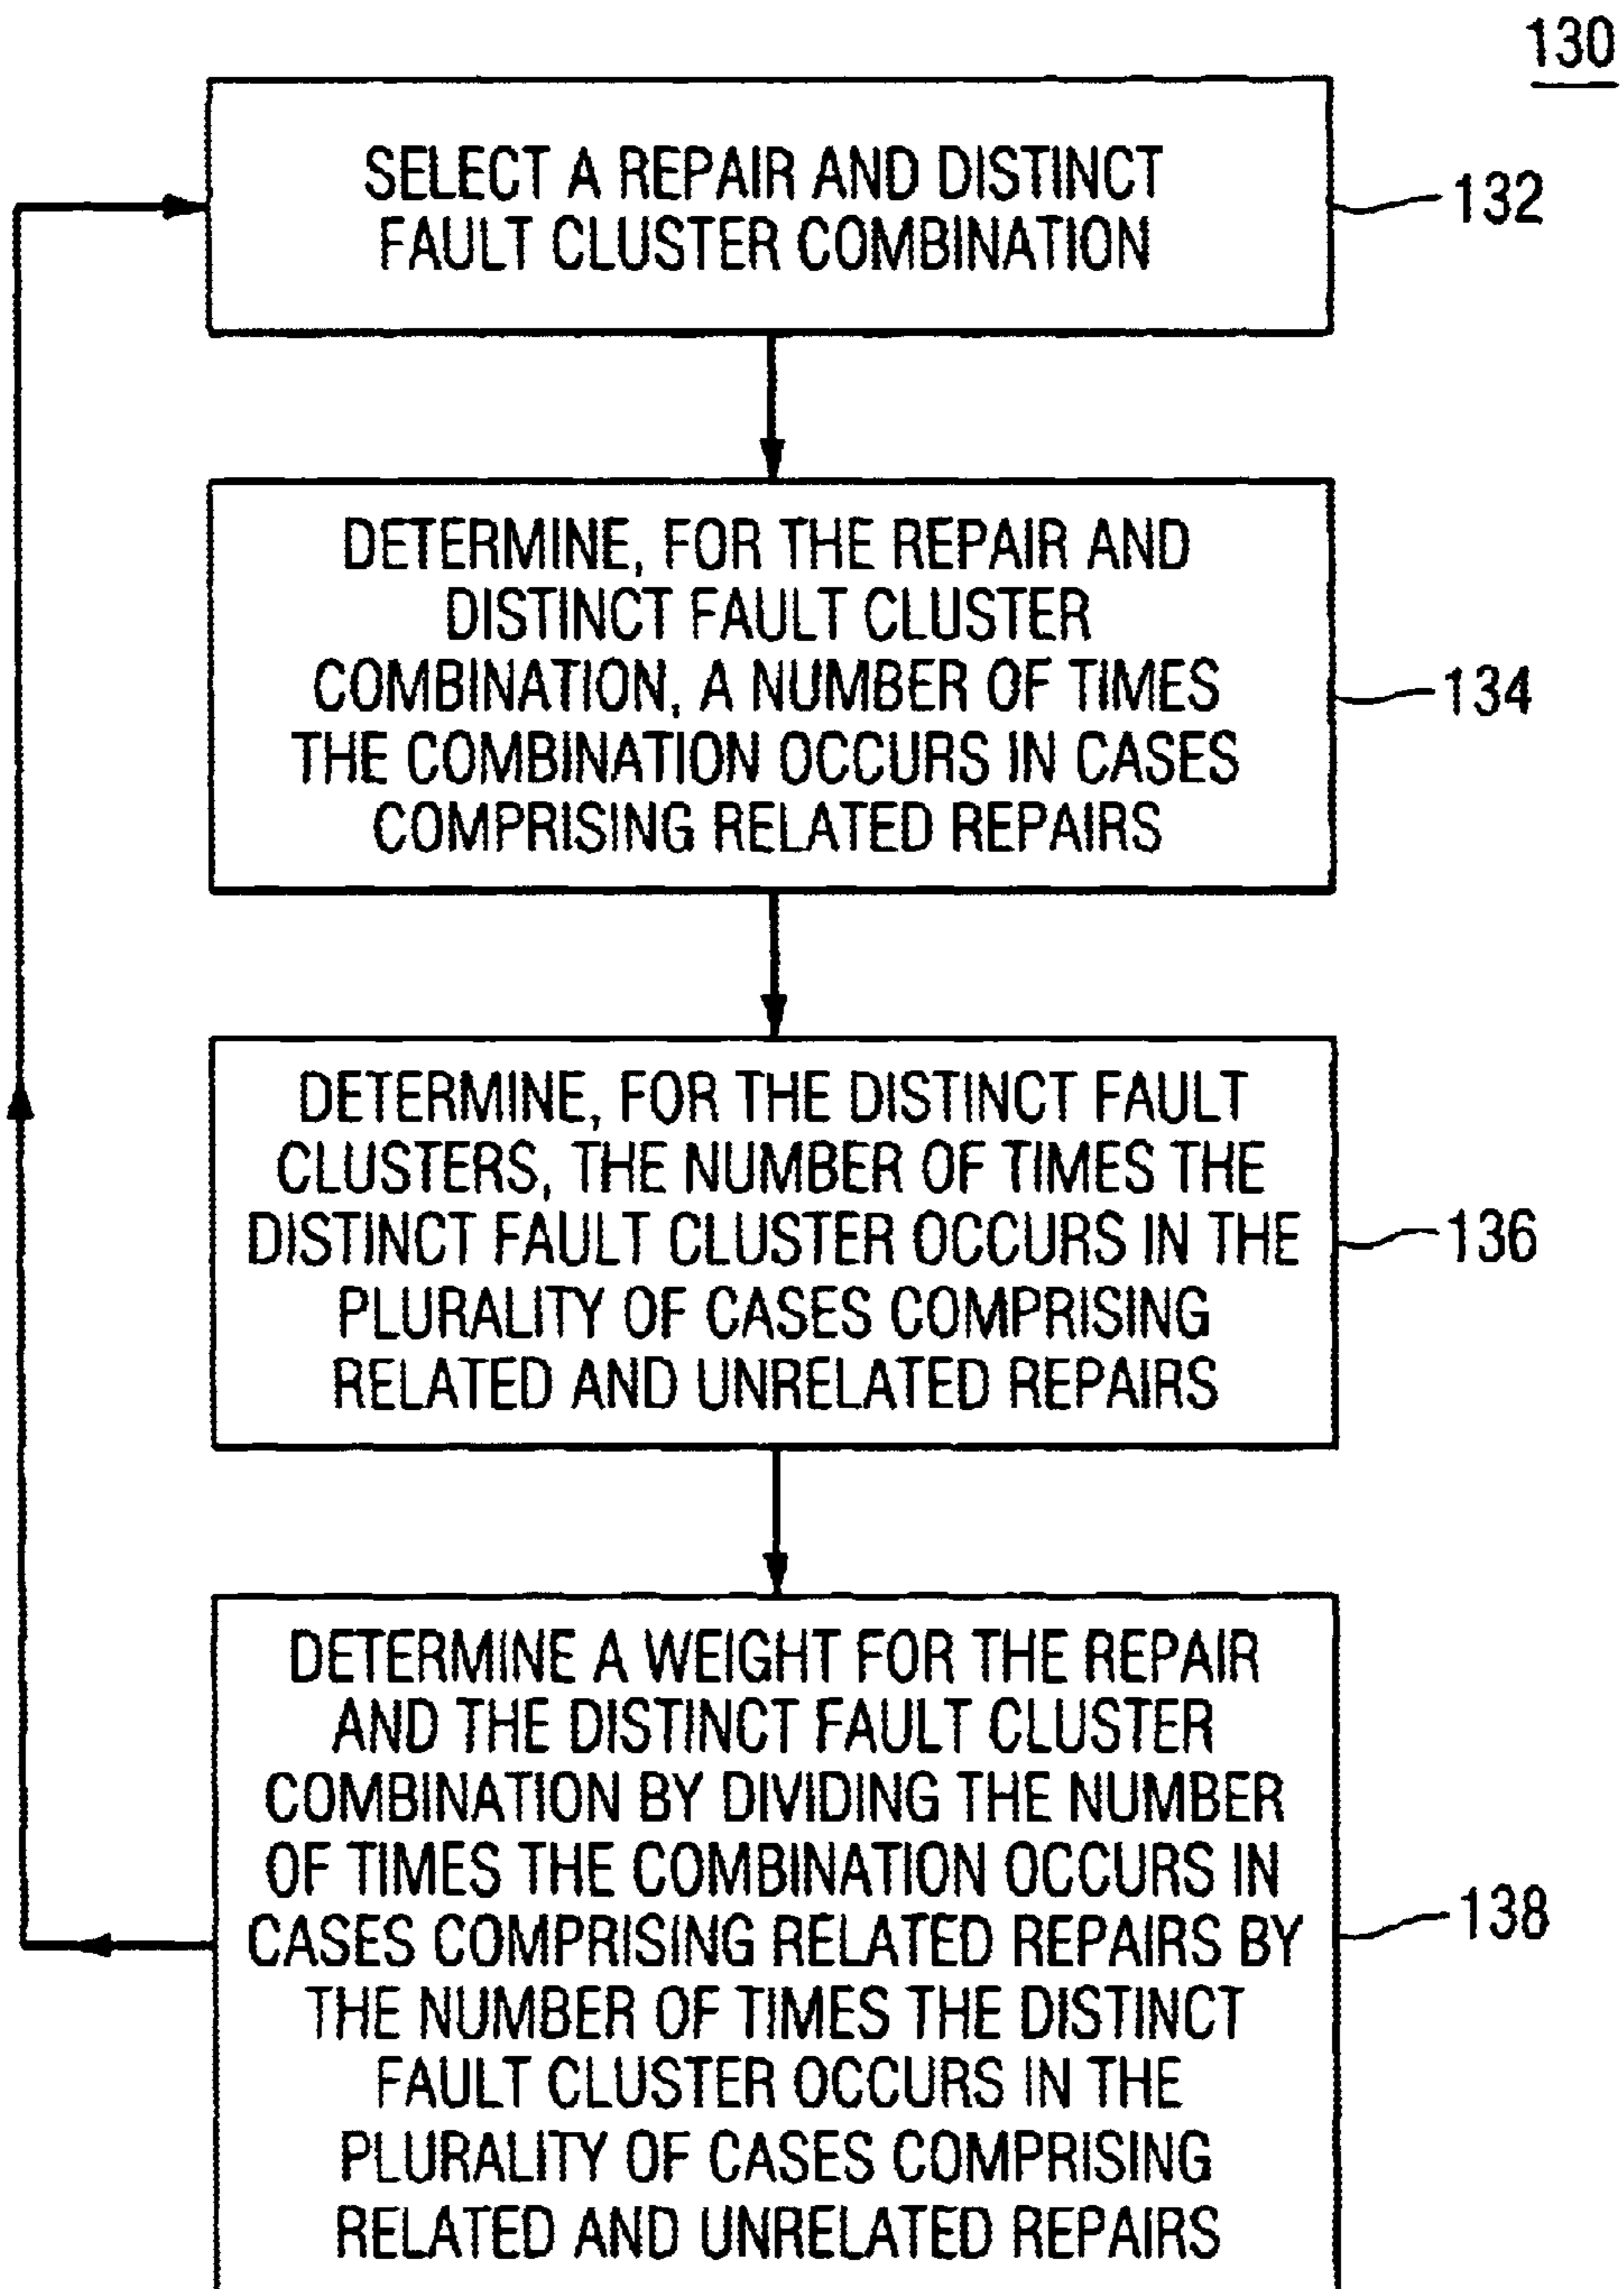 130
SELECT A REPAIR AND DISTINCT
FAULT CLUSTER COMBINATION
132
DETERMINE, FOR THE REPAIR AND
DISTINCT FAULT CLUSTER
COMBINATION, A NUMBER OF TIMES
THE COMBINATION OCCURS IN CASES
COMPRISING RELATED REPAIRS
134
DETERMINE, FOR THE DISTINCT FAULT
CLUSTERS, THE NUMBER OF TIMES THE
DISTINCT FAULT CLUSTER OCCURS IN THE
PLURALITY OF CASES COMPRISING
RELATED AND UNRELATED REPAIRS
136
DETERMINE A WEIGHT FOR THE REPAIR
AND THE DISTINCT FAULT CLUSTER
COMBINATION BY DIVIDING THE NUMBER
OF TIMES THE COMBINATION OCCURS IN
CASES COMPRISING RELATED REPAIRS BY
THE NUMBER OF TIMES THE DISTINCT
FAULT CLUSTER OCCURS IN THE
PLURALITY OF CASES COMPRISING
RELATED AND UNRELATED REPAIRS
138